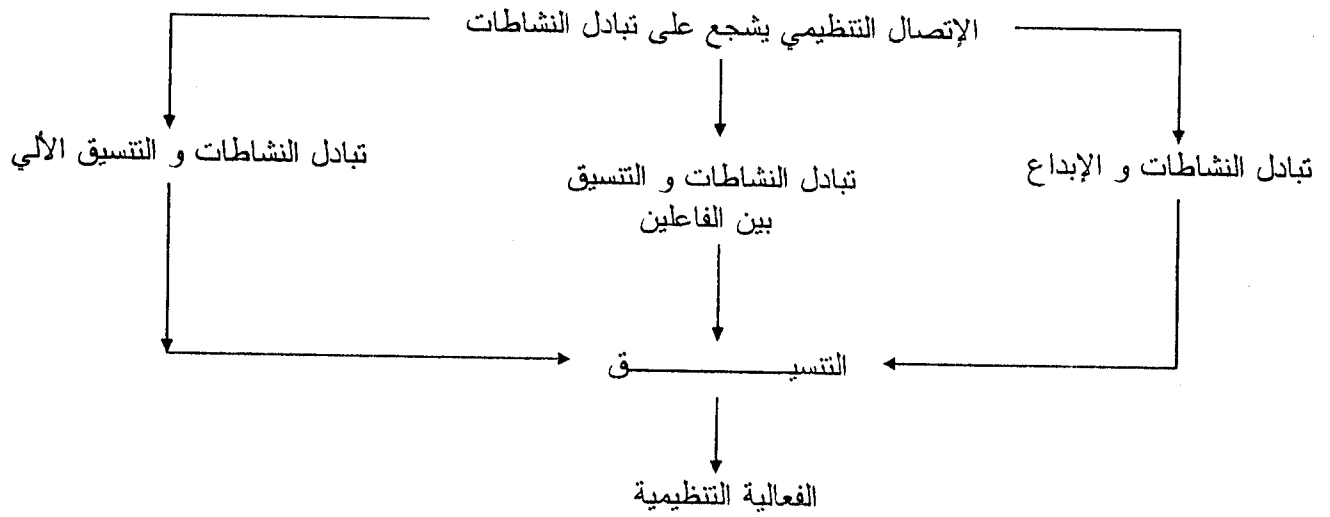 الإتصال التنظيمي يشجع على تبادل النشاطات
تبادل النشاطات و الإبداع
تبادل النشاطات و التنسيق
بين الفاعلين
تبادل النشاطات و التنسيق الألي
التنسيـــــــــــــق
الفعالية التنظيمية